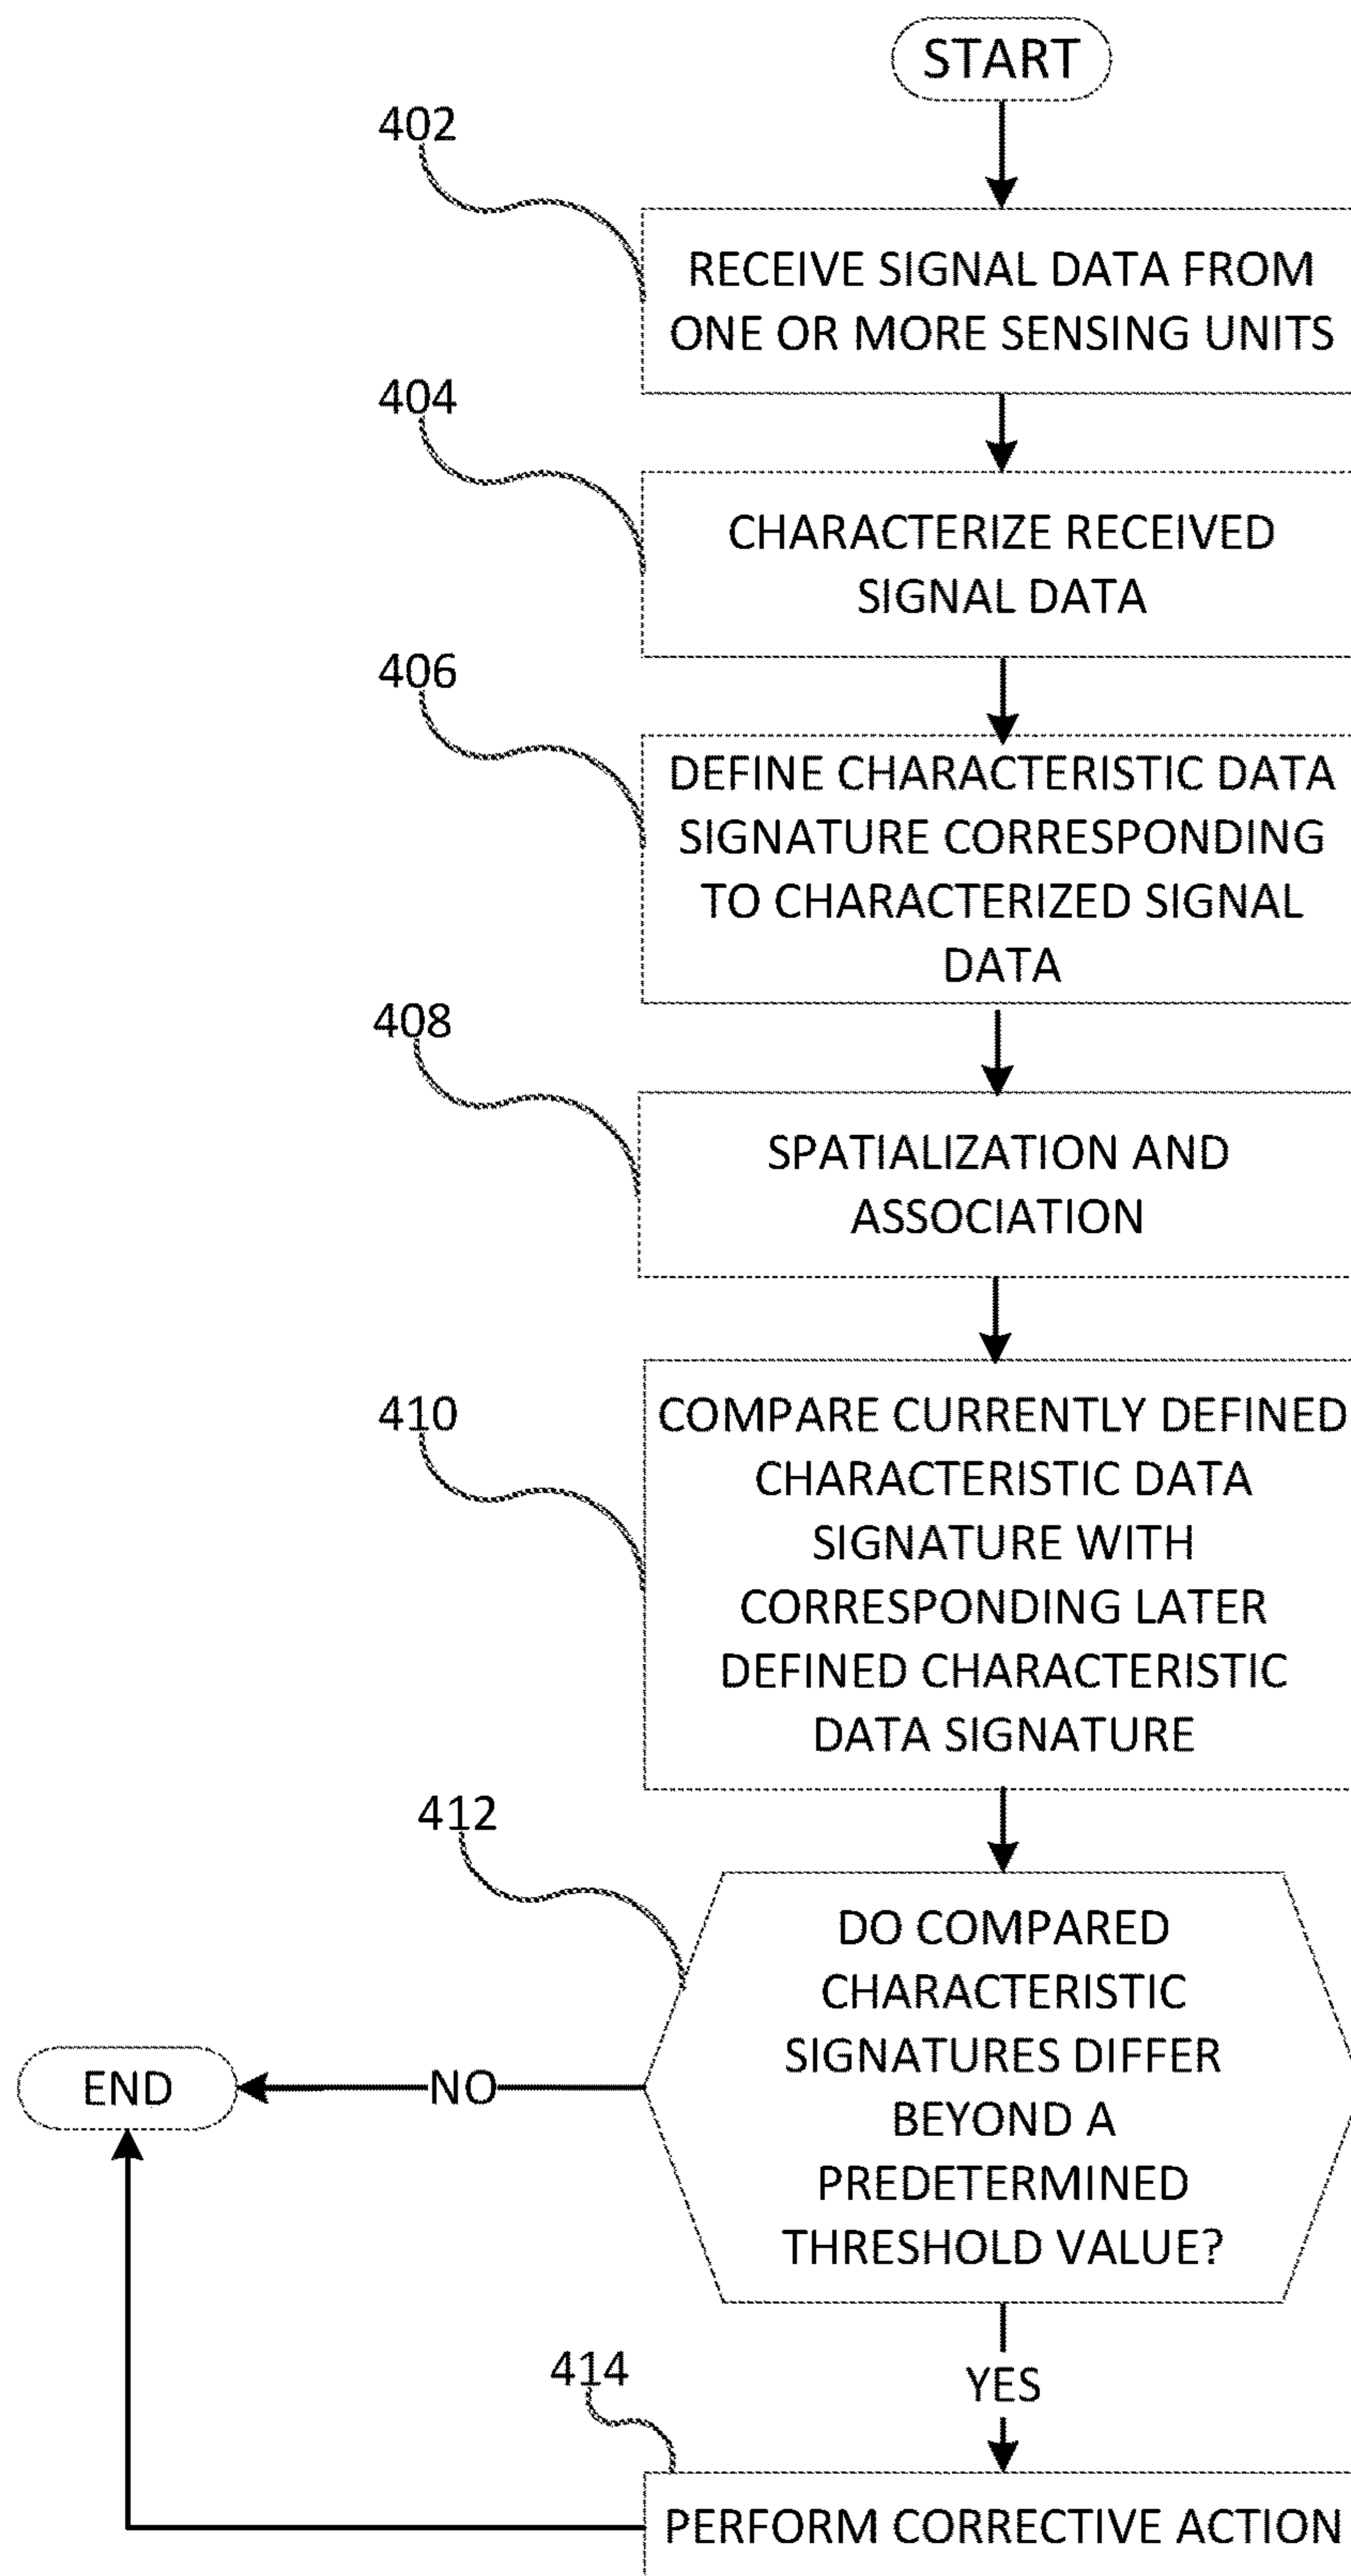 START
402
RECEIVE SIGNAL DATA FROM
ONE OR MORE SENSING UNITS
404
CHARACTERIZE RECEIVED
SIGNAL DATA
406
DEFINE CHARACTERISTIC DATA
SIGNATURE CORRESPONDING
TO CHARACTERIZED SIGNAL
DATA
408
SPATIALIZATION AND
ASSOCIATION
410
COMPARE CURRENTLY DEFINED
CHARACTERISTIC DATA
SIGNATURE WITH
CORRESPONDING LATER
DEFINED CHARACTERISTIC
DATA SIGNATURE
412
DO COMPARED
CHARACTERISTIC
SIGNATURES DIFFER
BEYOND A
PREDETERMINED
THRESHOLD VALUE?
END
NO
YES
414
PERFORM CORRECTIVE ACTION